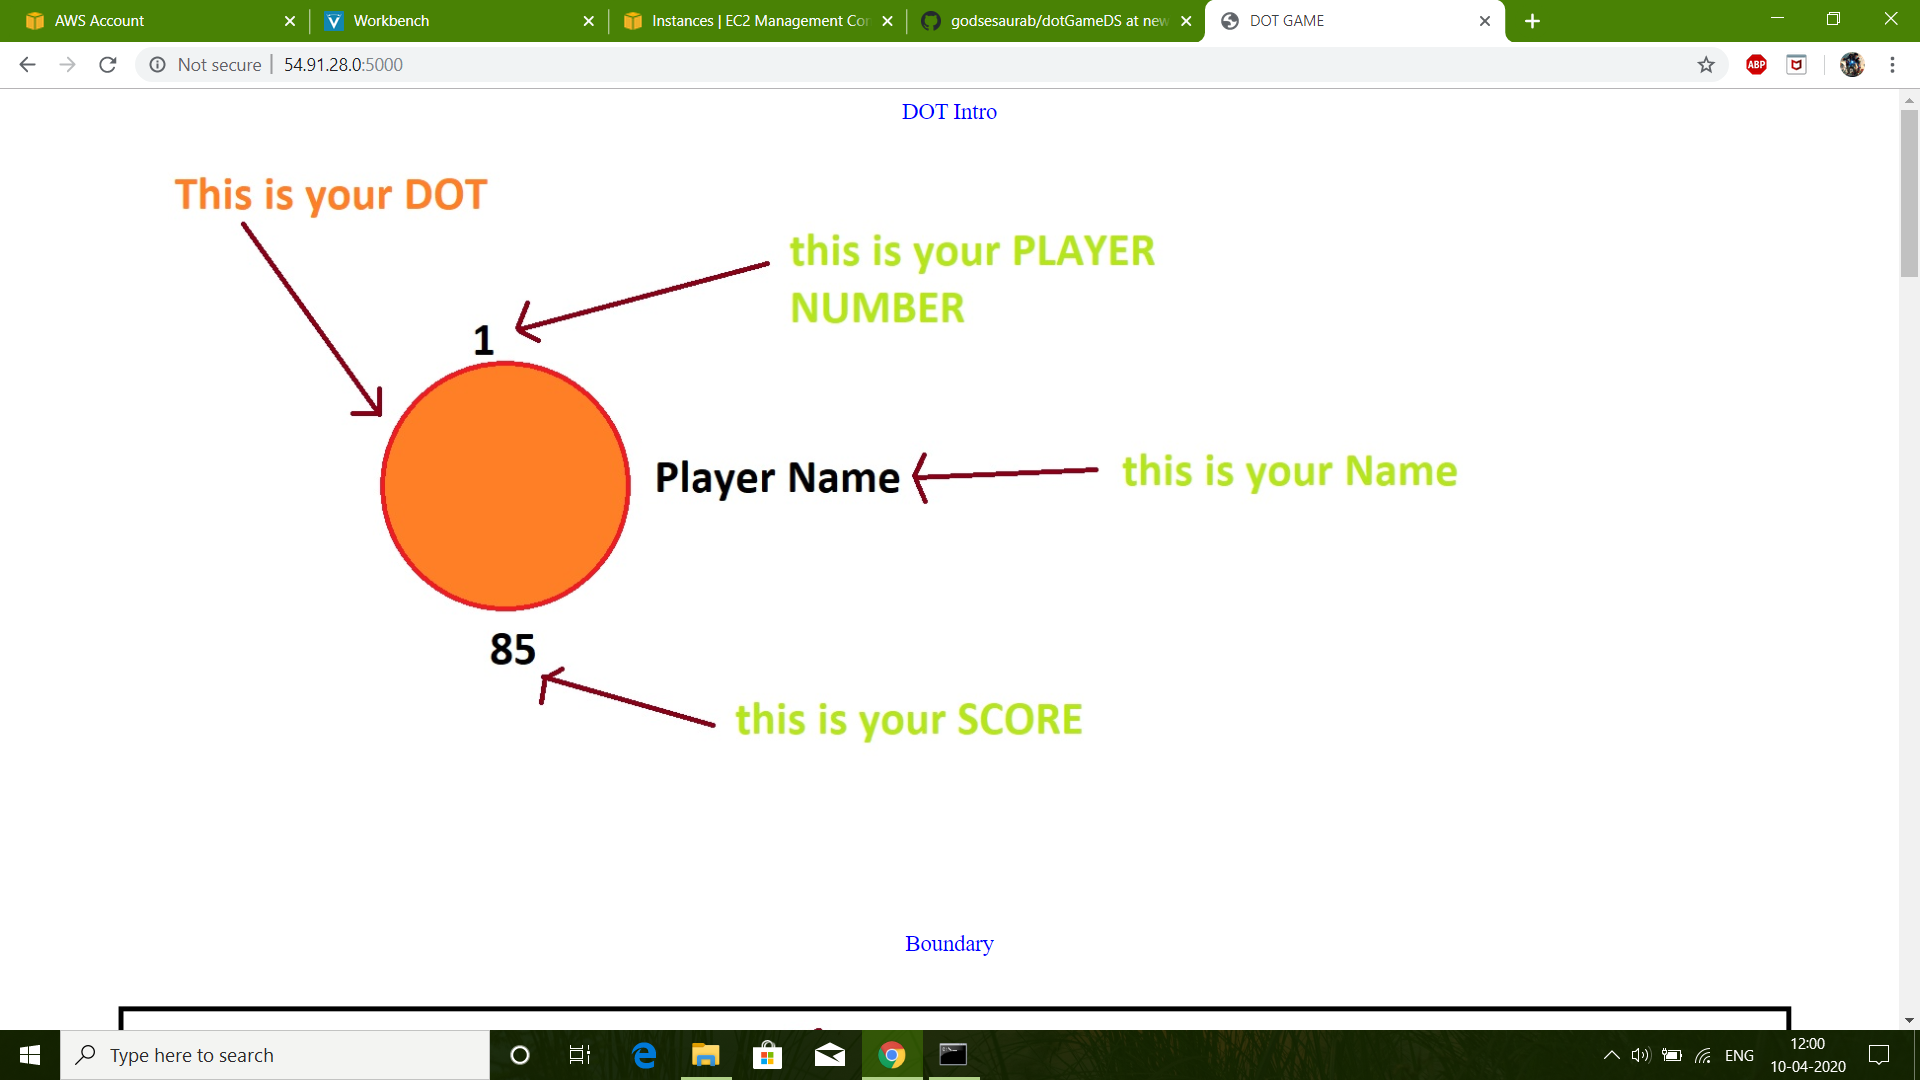 AWS Account
Workbench
Instances | EC2 Management Con
godsesaurab/dotGameDS at new
DOT GAME
Not secure
54.91.28.0:5000
ABP
DOT Intro
This is your DOT
this is your PLAYER
NUMBER
1
Player Name
this is your Name
85
this is your SCORE
Boundary
Type here to search
ENG
12:00
10-04-2020